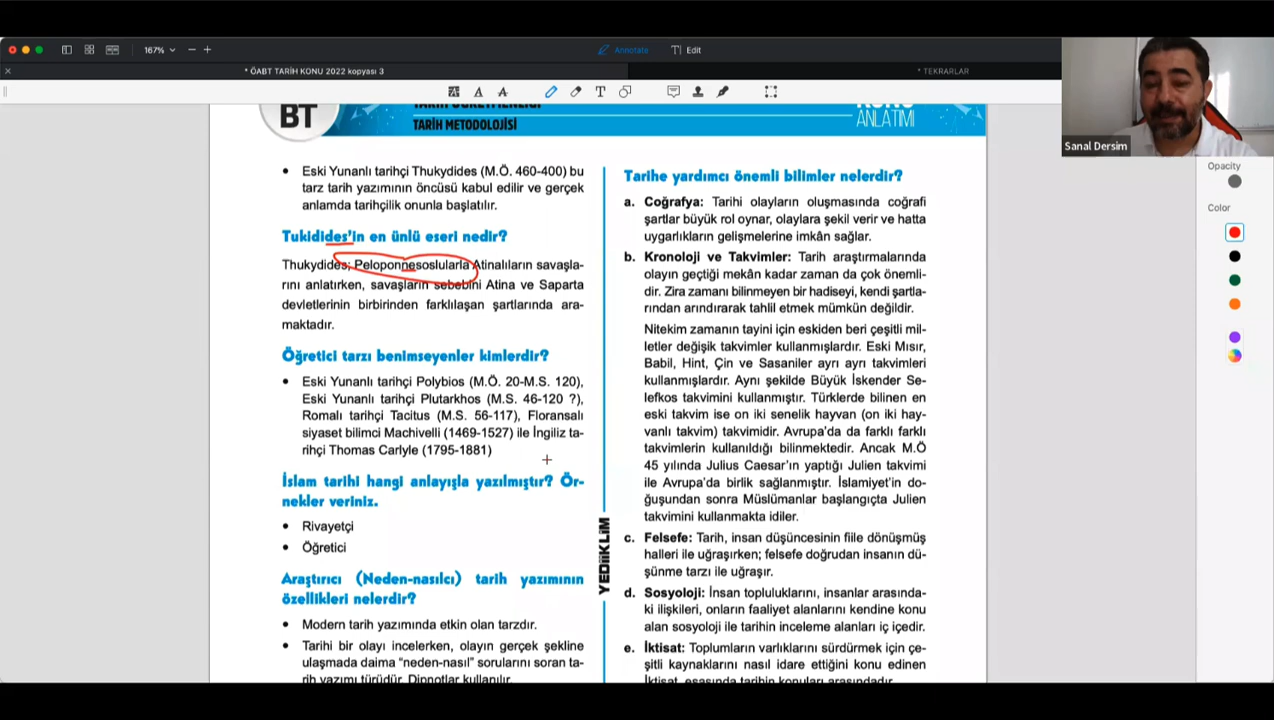 167%
Annotate
Edit
* ÖABT TARİH KONU 2022 kopyası 3
* TEKRARLAR
BT
TARİH METODOLOJİSİ
ANLATIMI
Sanal Dersim
Opacity
Color
• Eski Yunanlı tarihçi Thukydides (M.Ö. 460-400) bu
tarz tarih yazımının öncüsü kabul edilir ve gerçek
anlamda tarihçilik onunla başlatılır.
Tukidides'in en ünlü eseri nedir?
Thukydides; Peloponnesoslularla Atinalıların savaşla-
rını anlatırken, savaşların sebebini Atina ve Saparta
devletlerinin birbirinden farklılaşan şartlarında ara-
maktadır.
Öğretici tarzı benimseyenler kimlerdir?
• Eski Yunanlı tarihçi Polybios (M.Ö. 20-M.S. 120),
Eski Yunanlı tarihçi Plutarkhos (M.S. 46-120 ?),
Romalı tarihçi Tacitus (M.S. 56-117), Floransalı
siyaset bilimci Machivelli (1469-1527) ile İngiliz ta-
rihçi Thomas Carlyle (1795-1881)
İslam tarihi hangi anlayışla yazılmıştır? Ör-
nekler veriniz.
• Rivayetçi
• Öğretici
Araştırıcı (Neden-nasılcı) tarih yazımının
özellikleri nelerdir?
• Modern tarih yazımında etkin olan tarzdır.
• Tarihi bir olayı incelerken, olayın gerçek şekline
ulaşmada daima “neden-nasıl” sorularını soran ta-
rih yazımı türüdür. Dipnotlar kullanılır.
YEDİİKLİM
Tarihe yardımcı önemli bilimler nelerdir?
a. Coğrafya: Tarihi olayların oluşmasında coğrafi
şartlar büyük rol oynar, olaylara şekil verir ve hatta
uygarlıkların gelişmelerine imkân sağlar.
b. Kronoloji ve Takvimler: Tarih araştırmalarında
olayın geçtiği mekân kadar zaman da çok önemli-
dir. Zira zamanı bilinmeyen bir hadiseyi, kendi şartla-
rından arındırarak tahlil etmek mümkün değildir.
Nitekim zamanın tayini için eskiden beri çeşitli mil-
letler değişik takvimler kullanmışlardır. Eski Mısır,
Babil, Hint, Çin ve Sasaniler ayrı ayrı takvimleri
kullanmışlardır. Aynı şekilde Büyük İskender Se-
lefkos takvimini kullanmıştır. Türklerde bilinen en
eski takvim ise on iki senelik hayvan (on iki hay-
vanlı takvim) takvimidir. Avrupa'da da farklı farklı
takvimlerin kullanıldığı bilinmektedir. Ancak M.Ö
45 yılında Julius Caesar'ın yaptığı Julien takvimi
ile Avrupa'da birlik sağlanmıştır. İslamiyet'in do-
ğuşundan sonra Müslümanlar başlangıçta Julien
takvimini kullanmakta idiler.
c. Felsefe: Tarih, insan düşüncesinin fiile dönüşmüş
halleri ile uğraşırken; felsefe doğrudan insanın dü-
şünme tarzı ile uğraşır.
d. Sosyoloji: İnsan topluluklarını, insanlar arasında-
ki ilişkileri, onların faaliyet alanlarını kendine konu
alan sosyoloji ile tarihin inceleme alanları iç içedir.
e. İktisat: Toplumların varlıklarını sürdürmek için çe-
şitli kaynaklarını nasıl idare ettiğini konu edinen
İktisat, esasında tarihin konuları arasındadır.